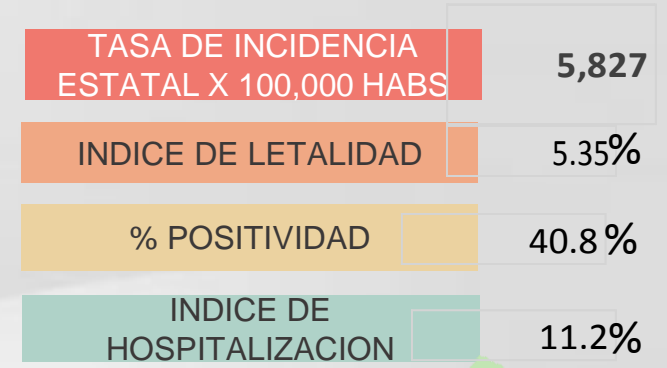 TASA DE INCIDENCIA
ESTATAL X 100,000 HABS
5,827
INDICE DE LETALIDAD
5.35%
% POSITIVIDAD
40.8 %
INDICE DE
HOSPITALIZACION
11.2%